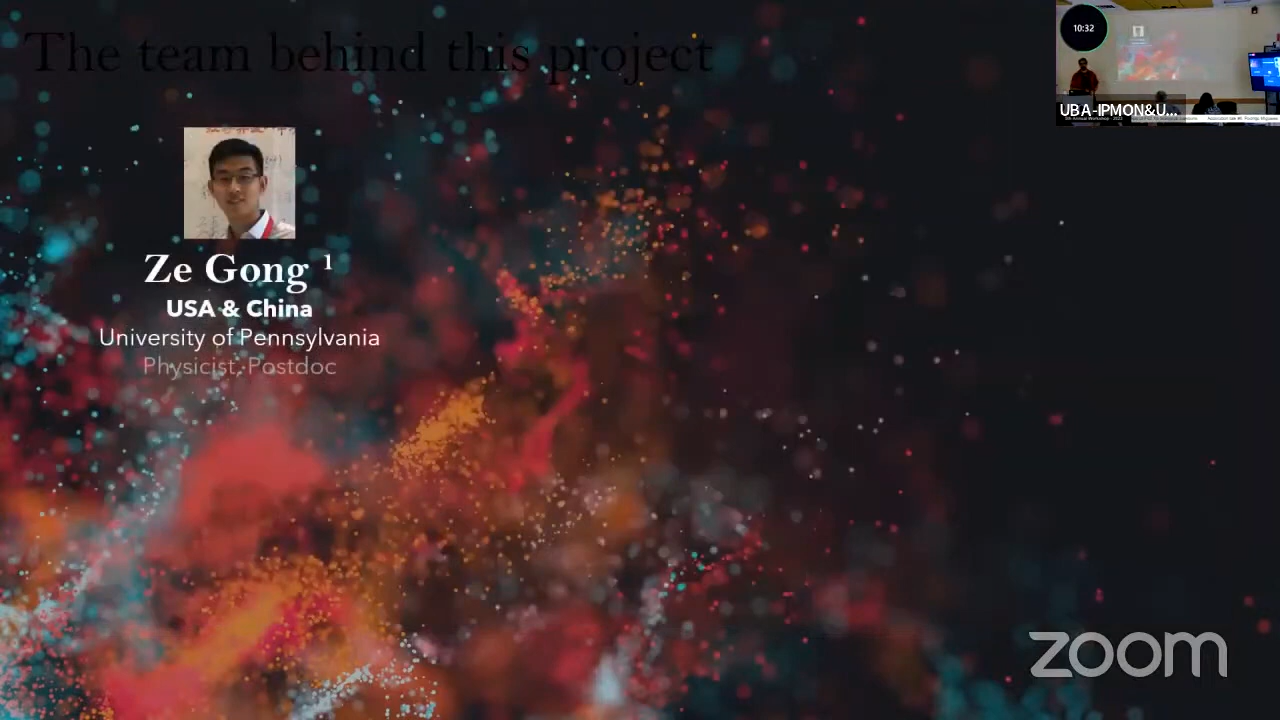 The team behind this project
10:32
UBA-IPMON&U...
Ze Gong ¹
USA & China
University of Pennsylvania
Physicist, Postdoc
zoom